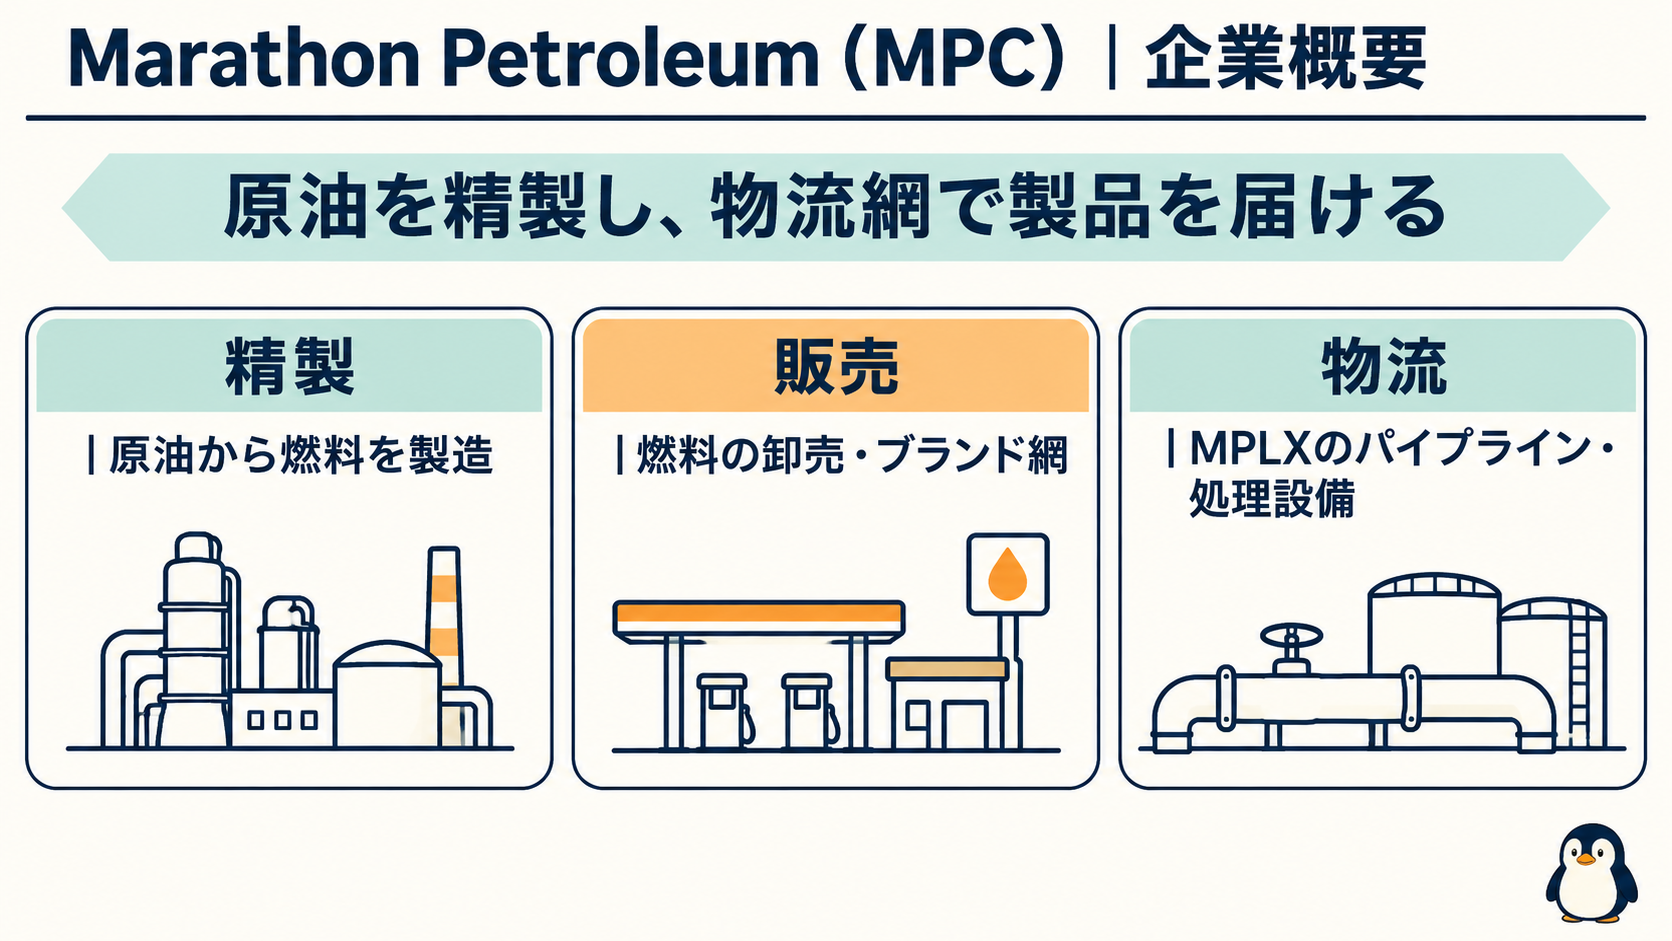 Marathon Petroleum（MPC）｜企業概要
原油を精製し、物流網で製品を届ける
精製
｜原油から燃料を製造
販売
｜燃料の卸売・ブランド網
物流
｜MPLXのパイプライン・
処理設備